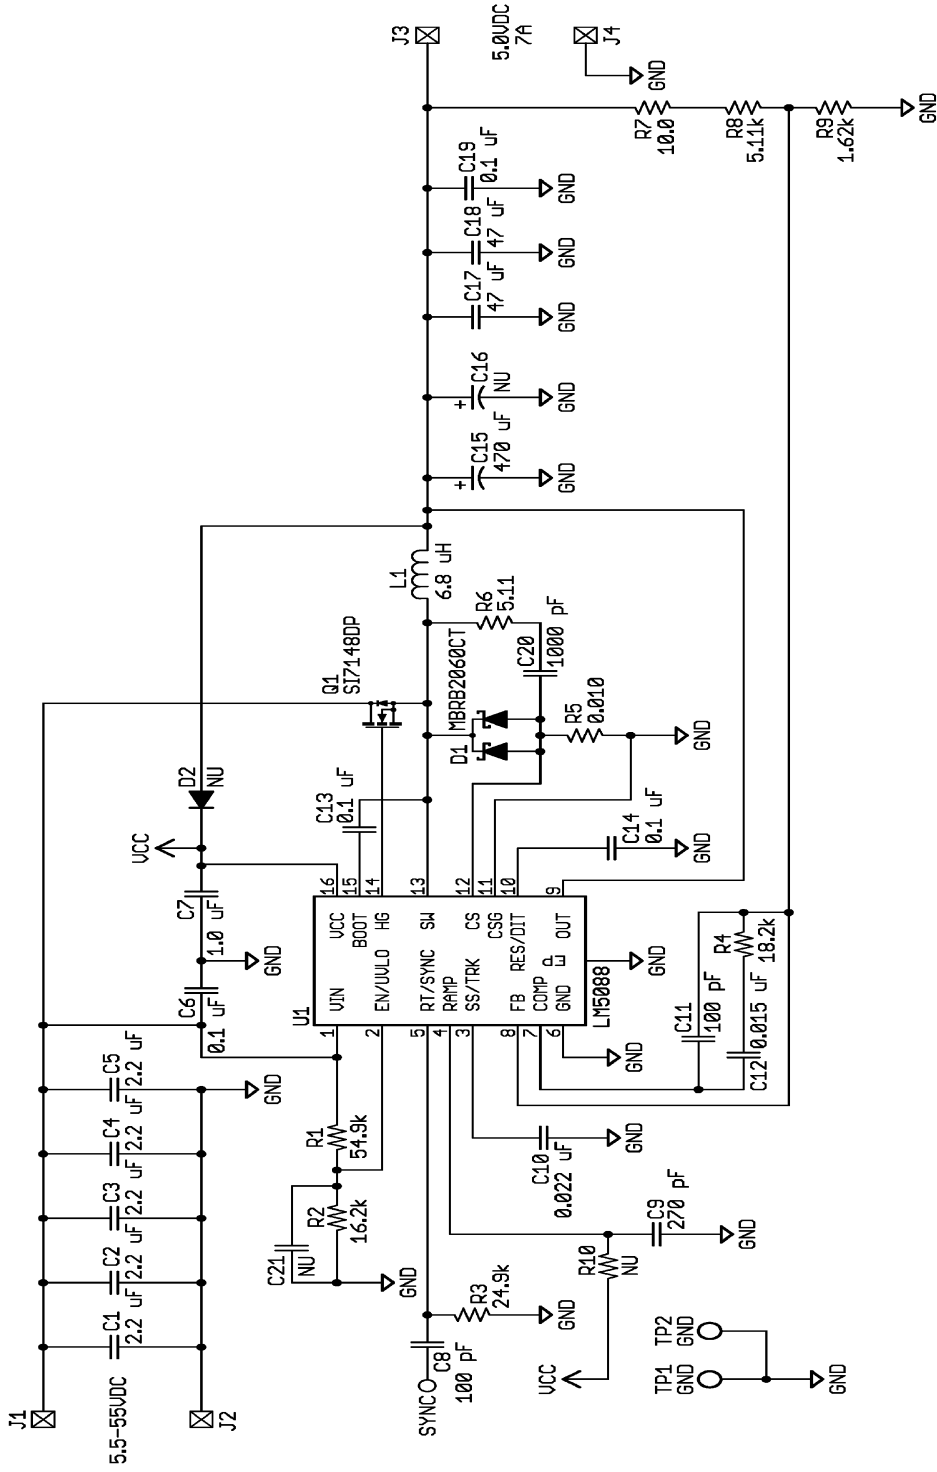 J1
5.5-55VDC
J2
C1
2.2 uF
C2
2.2 uF
C3
2.2 uF
C4
2.2 uF
C5
2.2 uF
GND
C6
0.1 uF
GND
C7
1.0 uF
VCC
D2
NU
Q1
SI7148DP
C13
0.1 uF
L1
6.8 uH
R6
5.11
C20
1000 pF
D1
MBRB2060CT
R5
0.010
GND
C14
0.1 uF
GND
C15
470 uF
GND
C16
NU
GND
C17
47 uF
GND
C18
47 uF
GND
C19
0.1 uF
GND
J3
5.0VDC
7A
J4
GND
R7
10.0
R8
5.11k
R9
1.62k
GND
U1
LM5088
1
VIN
2
EN/UVLO
5
RT/SYNC
4
RAMP
3
SS/TRK
8
FB
7
COMP
6
GND
EP
16
VCC
15
BOOT
14
HG
13
SW
12
CS
11
CSG
10
RES/DIT
9
OUT
GND
GND
R1
54.9k
R2
16.2k
C21
NU
GND
SYNC
C8
100 pF
R3
24.9k
GND
C10
0.022 uF
GND
C11
100 pF
C12
0.015 uF
R4
18.2k
VCC
R10
NU
C9
270 pF
GND
TP1
GND
TP2
GND
GND